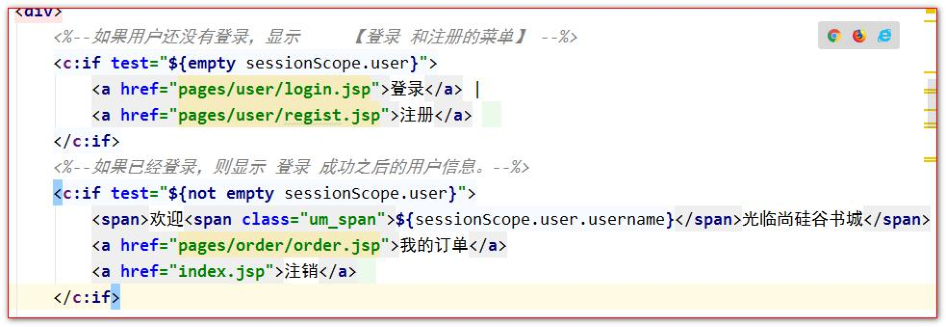 <div>
<%--如果用户还没有登录，显示     【登录 和注册的菜单】 --%>
<c:if test="${empty sessionScope.user}">
<a href="pages/user/login.jsp">登录</a> |
<a href="pages/user/regist.jsp">注册</a>
</c:if>
<%--如果已经登录，则显示 登录 成功之后的用户信息。--%>
<c:if test="${not empty sessionScope.user}">
<span>欢迎<span class="um_span">${sessionScope.user.username}</span>光临尚硅谷书城</span>
<a href="pages/order/order.jsp">我的订单</a>
<a href="index.jsp">注销</a>
</c:if>